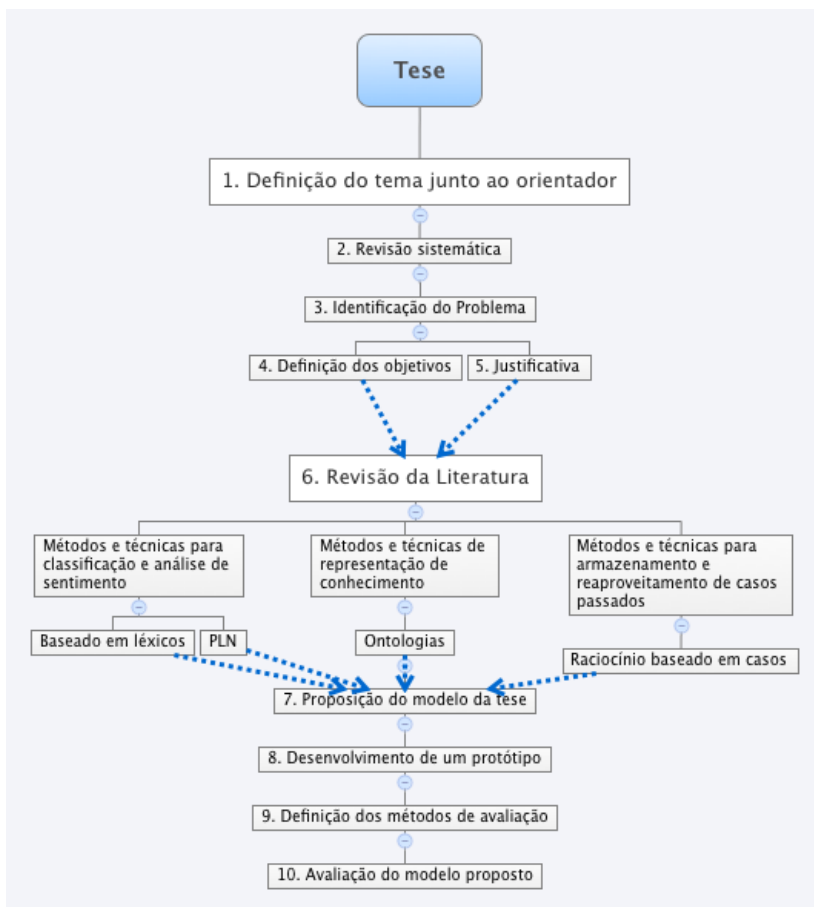 Tese
1. Definição do tema junto ao orientador
2. Revisão sistemática
3. Identificação do Problema
4. Definição dos objetivos
5. Justificativa
6. Revisão da Literatura
Métodos e técnicas para
classificação e análise de
sentimento
Métodos e técnicas de
representação de
conhecimento
Métodos e técnicas para
armazenamento e
reaproveitamento de casos
passados
Baseado em léxicos
PLN
Ontologias
Raciocínio baseado em casos
7. Proposição do modelo da tese
8. Desenvolvimento de um protótipo
9. Definição dos métodos de avaliação
10. Avaliação do modelo proposto